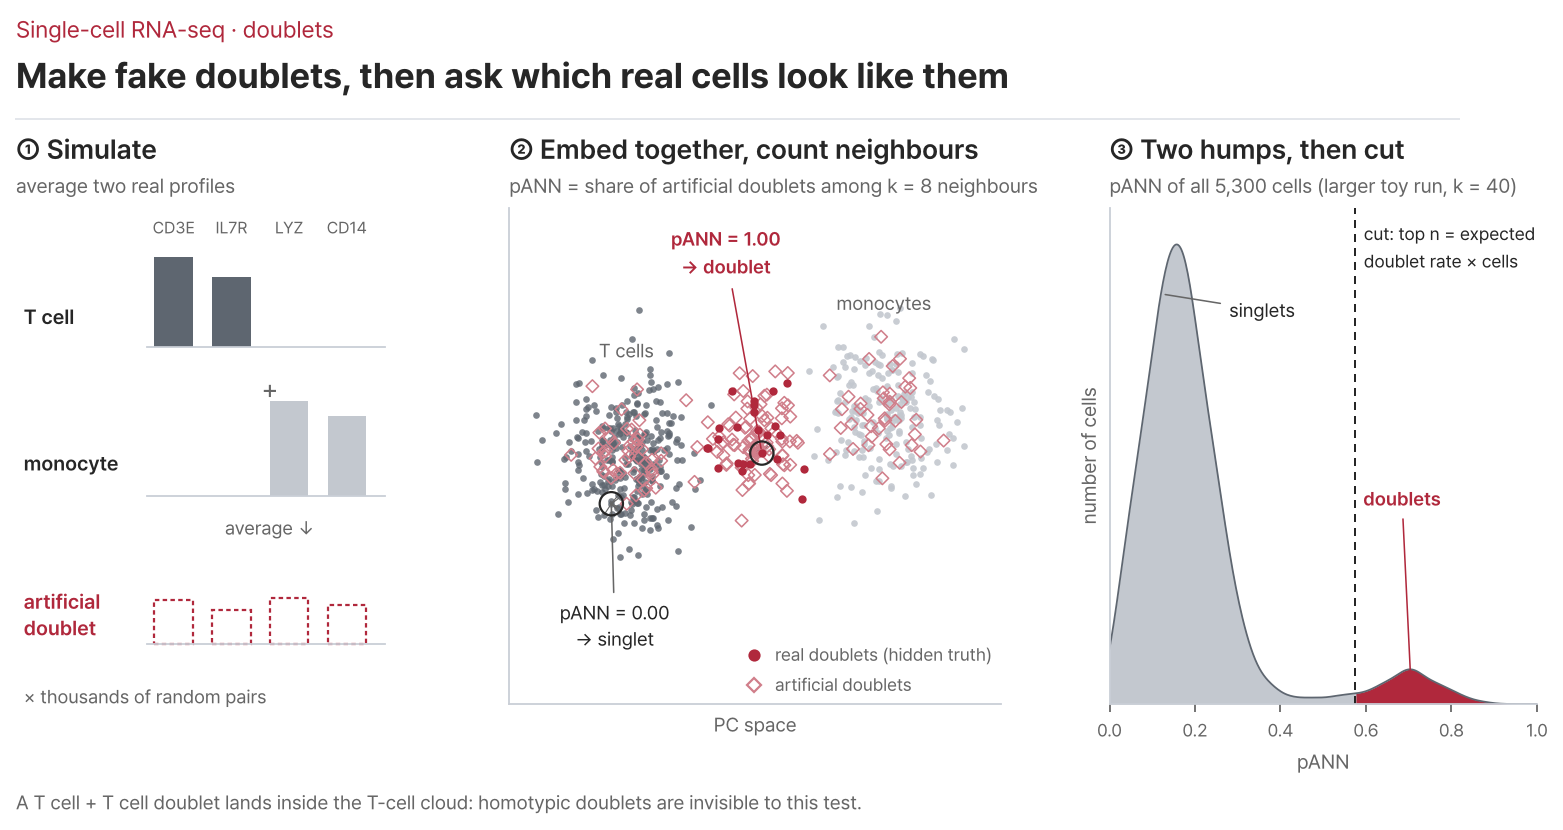 Single-cell RNA-seq · doublets
Make fake doublets, then ask which real cells look like them
① Simulate
average two real profiles
CD3E IL7R LYZ CD14
T cell
+
monocyte
average ↓
artificial
doublet
× thousands of random pairs
② Embed together, count neighbours
pANN = share of artificial doublets among k = 8 neighbours
pANN = 1.00
→ doublet
monocytes
T cells
pANN = 0.00
→ singlet
real doublets (hidden truth)
artificial doublets
PC space
③ Two humps, then cut
pANN of all 5,300 cells (larger toy run, k = 40)
cut: top n = expected
doublet rate × cells
singlets
number of cells
doublets
0.0 0.2 0.4 0.6 0.8 1.0
pANN
A T cell + T cell doublet lands inside the T-cell cloud: homotypic doublets are invisible to this test.